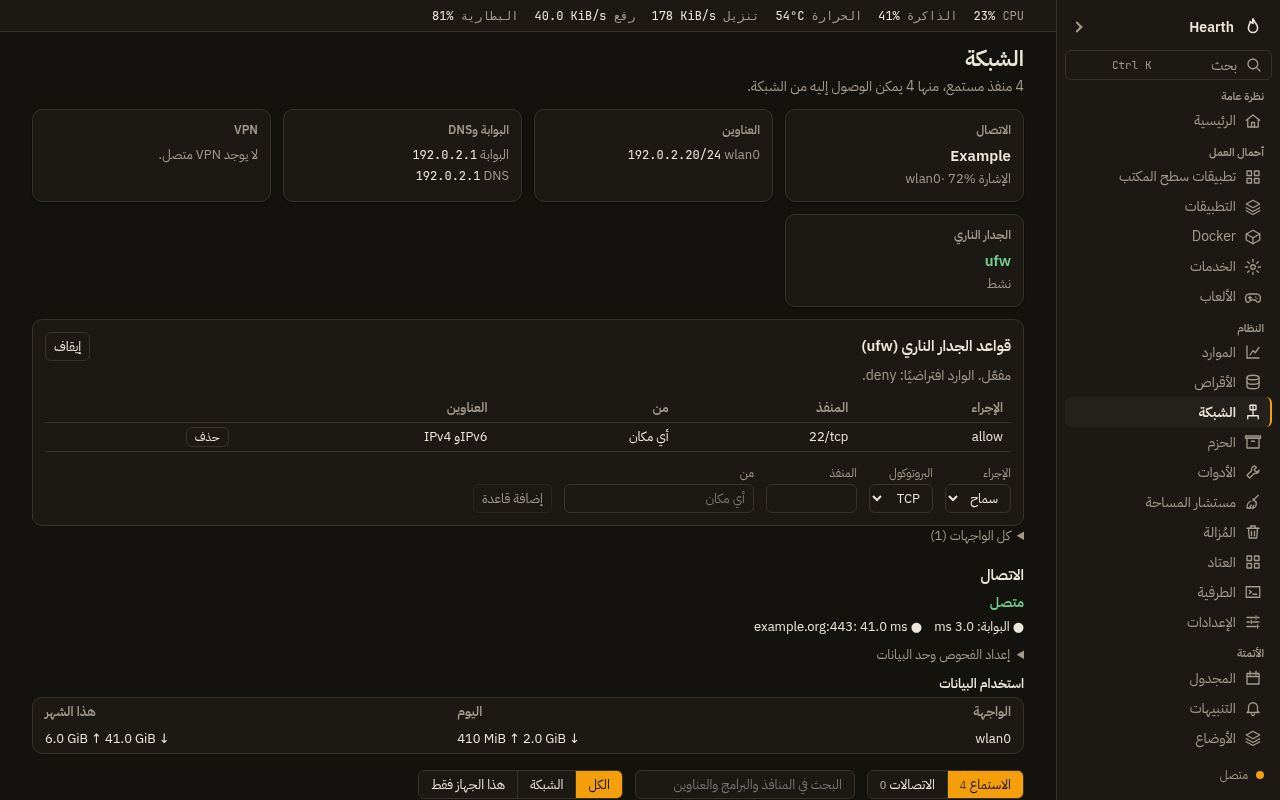 CPU 23% الذاكرة 41% الحرارة 54°C تنزيل 178 KiB/s رفع 40.0 KiB/s البطارية 81%
Hearth
بحث Ctrl K
نظرة عامة
الرئيسية
أحمال العمل
تطبيقات سطح المكتب
التطبيقات
Docker
الخدمات
الألعاب
النظام
الموارد
الأقراص
الشبكة
الحزم
الأدوات
مستشار المساحة
المُزالة
العتاد
الطرفية
الإعدادات
الأتمتة
المجدول
التنبيهات
الأوضاع
متصل
الشبكة
4 منفذ مستمع، منها 4 يمكن الوصول إليه من الشبكة.
الاتصال
Example
الإشارة 72% ·wlan0
العناوين
wlan0 192.0.2.20/24
البوابة وDNS
البوابة 192.0.2.1
DNS 192.0.2.1
VPN
لا يوجد VPN متصل.
الجدار الناري
ufw
نشط
قواعد الجدار الناري (ufw)
إيقاف
مفعّل. الوارد افتراضيًا: deny.
الإجراء المنفذ من العناوين
allow 22/tcp أي مكان IPv4 وIPv6 حذف
الإجراء البروتوكول المنفذ من
سماح TCP أي مكان إضافة قاعدة
كل الواجهات (1)
الاتصال
متصل
البوابة: 3.0 ms example.org:443: 41.0 ms
إعداد الفحوص وحد البيانات
استخدام البيانات
الواجهة اليوم هذا الشهر
wlan0 ↓ 2.0 GiB ↑ 410 MiB ↓ 41.0 GiB ↑ 6.0 GiB
الاستماع 4 الاتصالات 0 البحث في المنافذ والبرامج والعناوين الكل الشبكة هذا الجهاز فقط